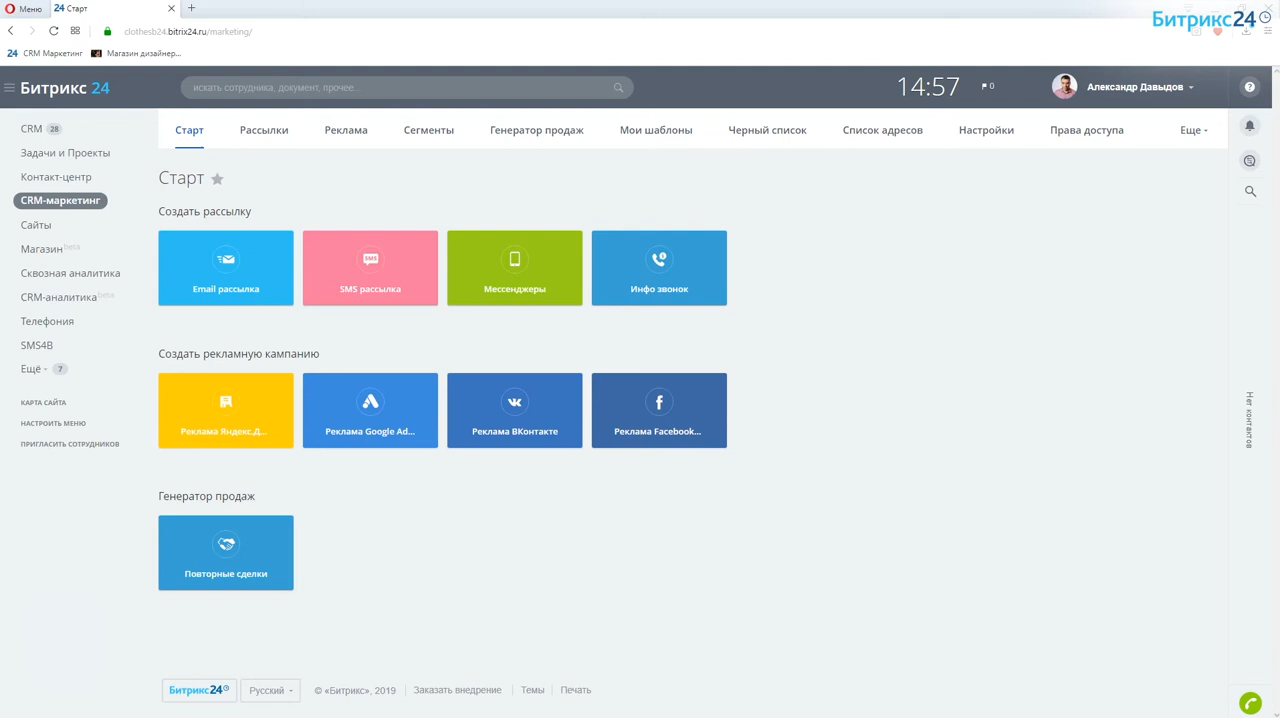 Меню
24 Старт
Битрикс24
clothesb24.bitrix24.ru/marketing/
24 CRM Маркетинг
Магазин дизайнер...
Битрикс 24
искать сотрудника, документ, прочее...
14:57
0
Александр Давыдов
?
CRM 28
Задачи и Проекты
Контакт-центр
CRM-маркетинг
Сайты
Магазин beta
Сквозная аналитика
CRM-аналитика beta
Телефония
SMS4B
Ещё 7
КАРТА САЙТА
НАСТРОИТЬ МЕНЮ
ПРИГЛАСИТЬ СОТРУДНИКОВ
Старт Рассылки Реклама Сегменты Генератор продаж Мои шаблоны Черный список Список адресов Настройки Права доступа Еще
Старт
Создать рассылку
SMS
Email рассылка SMS рассылка Мессенджеры Инфо звонок
Создать рекламную кампанию
Реклама Яндекс.Д... Реклама Google Ad... Реклама ВКонтакте Реклама Facebook...
Генератор продаж
Повторные сделки
Нет контактов
Битрикс24 Русский © «Битрикс», 2019 Заказать внедрение Темы Печать